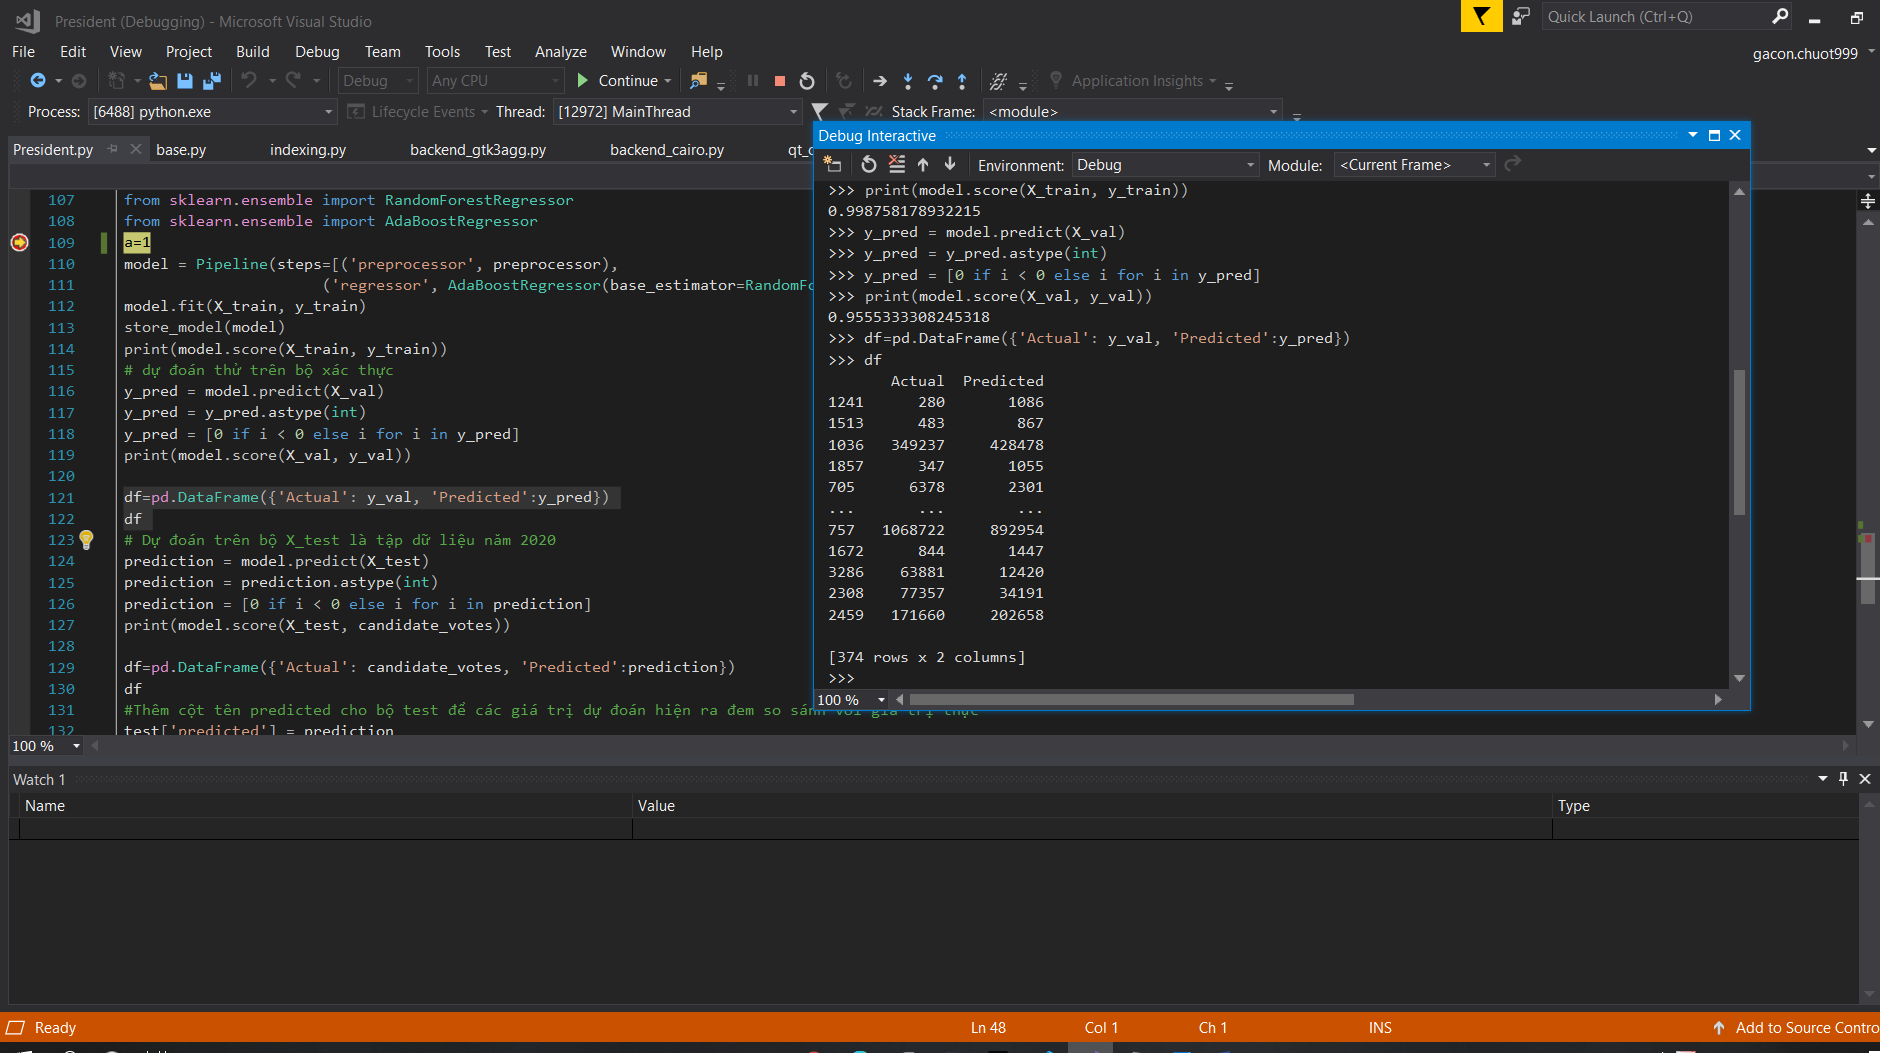 President (Debugging) - Microsoft Visual Studio
Quick Launch (Ctrl+Q)
File Edit View Project Build Debug Team Tools Test Analyze Window Help
gacon.chuot999
Debug Any CPU Continue Application Insights
Process: [6488] python.exe Lifecycle Events Thread: [12972] MainThread Stack Frame: <module>
President.py base.py indexing.py backend_gtk3agg.py backend_cairo.py
107 from sklearn.ensemble import RandomForestRegressor
108 from sklearn.ensemble import AdaBoostRegressor
109 a=1
110 model = Pipeline(steps=[('preprocessor', preprocessor),
111 ('regressor', AdaBoostRegressor(base_estimator=RandomFo
112 model.fit(X_train, y_train)
113 store_model(model)
114 print(model.score(X_train, y_train))
115 # dự đoán thử trên bộ xác thực
116 y_pred = model.predict(X_val)
117 y_pred = y_pred.astype(int)
118 y_pred = [0 if i < 0 else i for i in y_pred]
119 print(model.score(X_val, y_val))
120
121 df=pd.DataFrame({'Actual': y_val, 'Predicted':y_pred})
122 df
123 # Dự đoán trên bộ X_test là tập dữ liệu năm 2020
124 prediction = model.predict(X_test)
125 prediction = prediction.astype(int)
126 prediction = [0 if i < 0 else i for i in prediction]
127 print(model.score(X_test, candidate_votes))
128
129 df=pd.DataFrame({'Actual': candidate_votes, 'Predicted':prediction})
130 df
131 #Thêm cột tên predicted cho bộ test để các giá trị dự đoán hiện ra đem so sánh với giá trị thực
132 test['predicted'] = prediction
100 %
Debug Interactive
Environment: Debug Module: <Current Frame>
>>> print(model.score(X_train, y_train))
0.998758178932215
>>> y_pred = model.predict(X_val)
>>> y_pred = y_pred.astype(int)
>>> y_pred = [0 if i < 0 else i for i in y_pred]
>>> print(model.score(X_val, y_val))
0.9555333308245318
>>> df=pd.DataFrame({'Actual': y_val, 'Predicted':y_pred})
>>> df
Actual Predicted
1241 280 1086
1513 483 867
1036 349237 428478
1857 347 1055
705 6378 2301
... ... ...
757 1068722 892954
1672 844 1447
3286 63881 12420
2308 77357 34191
2459 171660 202658
[374 rows x 2 columns]
>>>
100 %
Watch 1
Name Value Type
Ready Ln 48 Col 1 Ch 1 INS Add to Source Contro